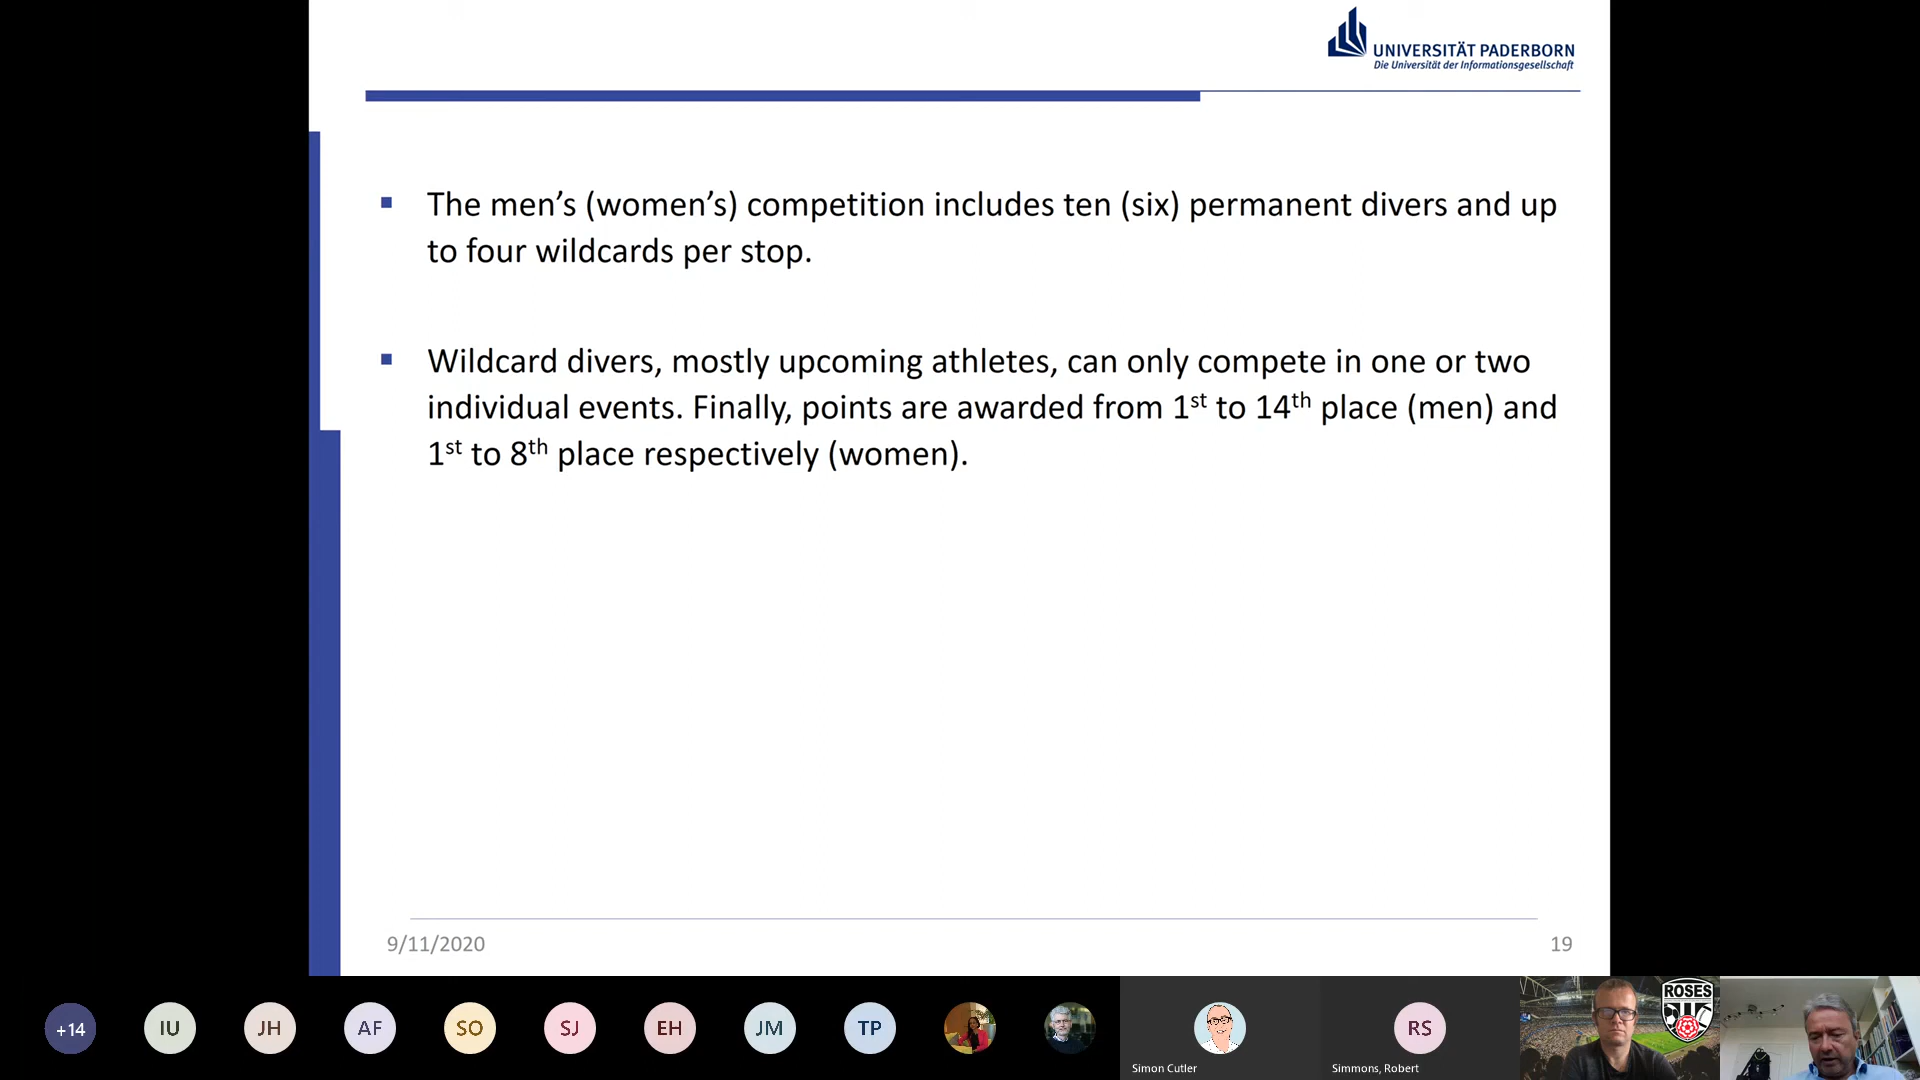 UNIVERSITÄT PADERBORN
Die Universität der Informationsgesellschaft
▪ The men’s (women’s) competition includes ten (six) permanent divers and up
to four wildcards per stop.
▪ Wildcard divers, mostly upcoming athletes, can only compete in one or two
individual events. Finally, points are awarded from 1st to 14th place (men) and
1st to 8th place respectively (women).
9/11/2020
19
+14
IU
JH
AF
SO
SJ
EH
JM
TP
Simon Cutler
RS
Simmons, Robert
ROSES